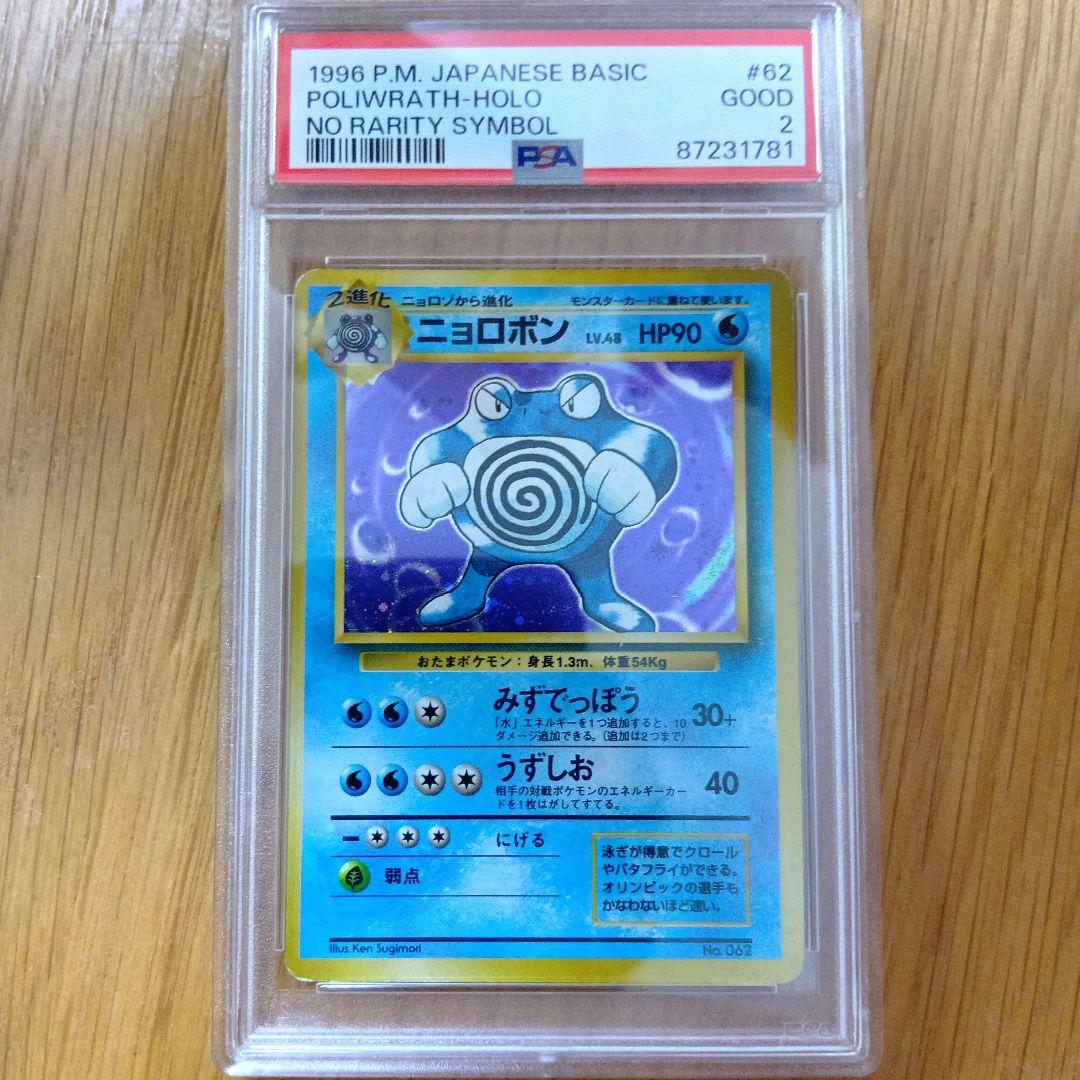 1996 P.M. JAPANESE BASIC #62
POLIWRATH-HOLO GOOD
NO RARITY SYMBOL 2
PSA 87231781
2進化 ニョロゾから進化 モンスターカードに重ねて使います。
ニョロボン LV.48 HP90
おたまポケモン：身長1.3m、体重54Kg
みずでっぽう
「水」エネルギーを1つ追加すると、10
ダメージ追加できる。(追加は2つまで)
30+
うずしお
相手の対戦ポケモンのエネルギーカー
ドを1枚はがしてすてる。
40
にげる
弱点
泳ぎが得意でクロール
やバタフライができる。
オリンピックの選手も
かなわないほど速い。
Illus. Ken Sugimori No. 062
PSA